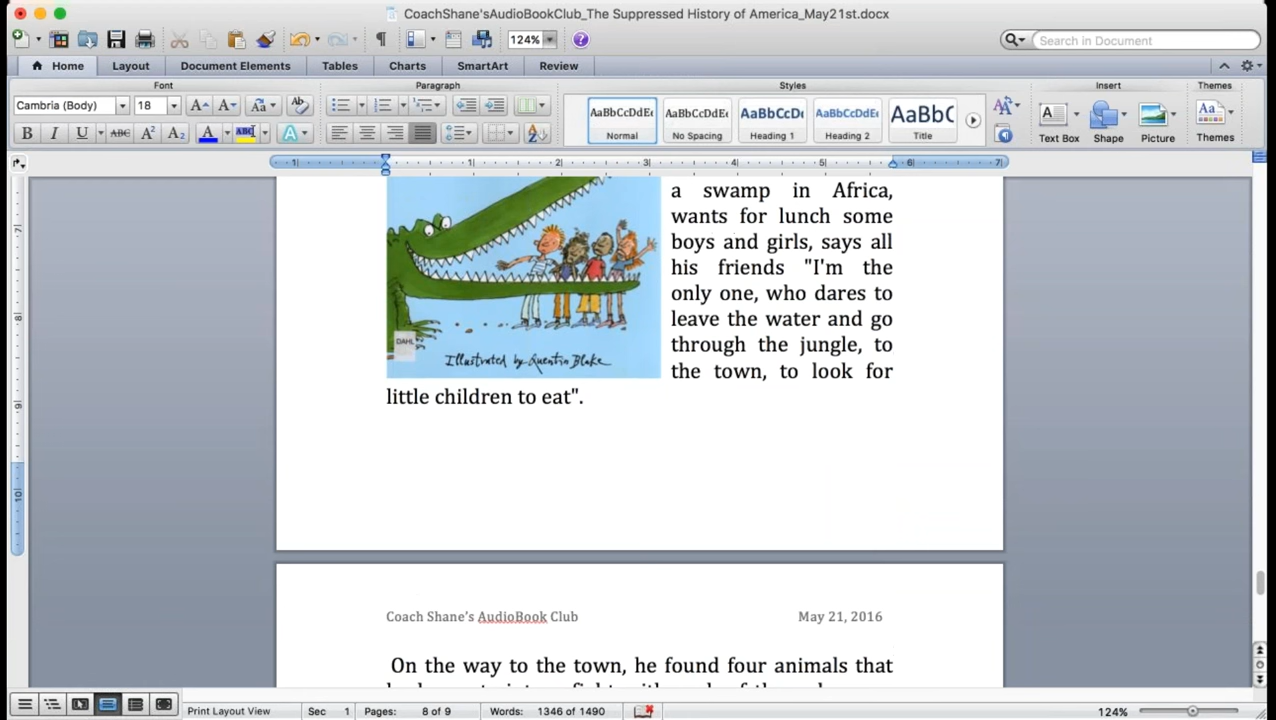 CoachShane'sAudioBookClub_The Suppressed History of America_May21st.docx
124%
Search in Document
Home Layout Document Elements Tables Charts SmartArt Review
Font Paragraph Styles Insert Themes
Cambria (Body) 18
AaBbCcDdEe AaBbCcDdEe AaBbCcDd AaBbCcDdEe AaBbC
Normal No Spacing Heading 1 Heading 2 Title
Text Box Shape Picture Themes
a swamp in Africa,
wants for lunch some
boys and girls, says all
his friends "I'm the
only one, who dares to
leave the water and go
through the jungle, to
the town, to look for
little children to eat".
DAHL
Illustrated by Quentin Blake
Coach Shane's AudioBook Club May 21, 2016
On the way to the town, he found four animals that
Print Layout View Sec 1 Pages: 8 of 9 Words: 1346 of 1490 124%